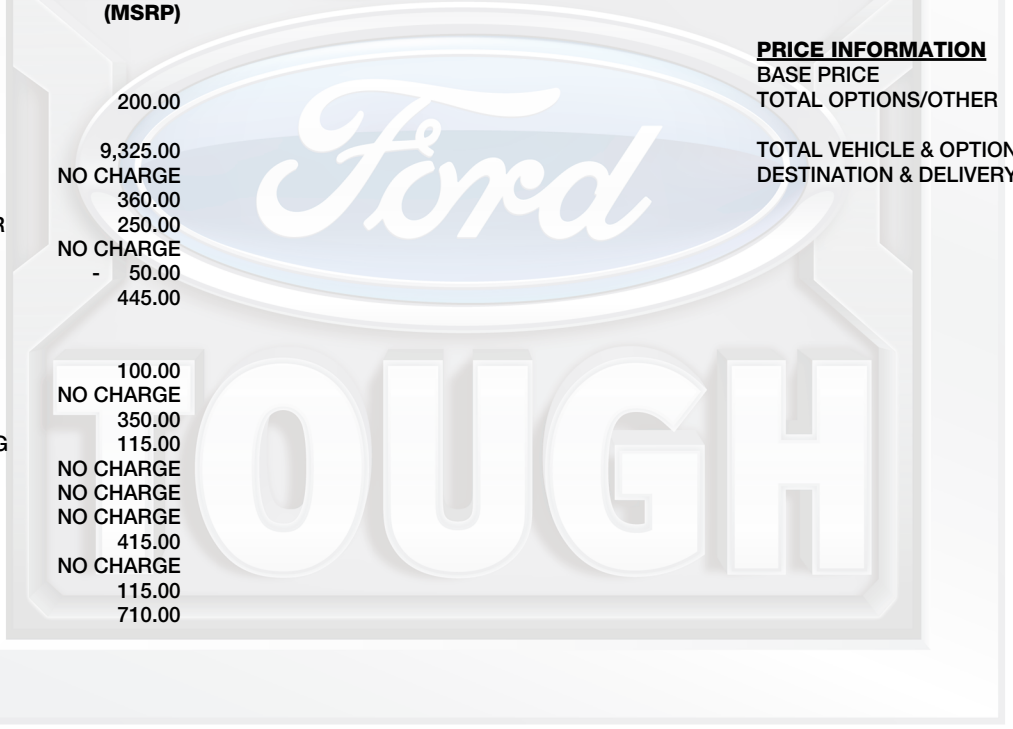 (MSRP)
200.00
9,325.00
NO CHARGE
360.00
R 250.00
NO CHARGE
- 50.00
445.00
100.00
NO CHARGE
350.00
G 115.00
NO CHARGE
NO CHARGE
NO CHARGE
415.00
NO CHARGE
115.00
710.00
PRICE INFORMATION
BASE PRICE
TOTAL OPTIONS/OTHER
TOTAL VEHICLE & OPTION
DESTINATION & DELIVERY
Ford
TOUGH